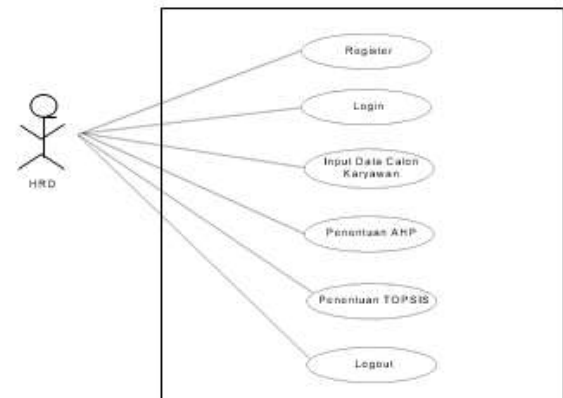 Register
Login
Input Data Calon
Karyawan
HRD
Penentuan AHP
Penentuan TOPSIS
Logout